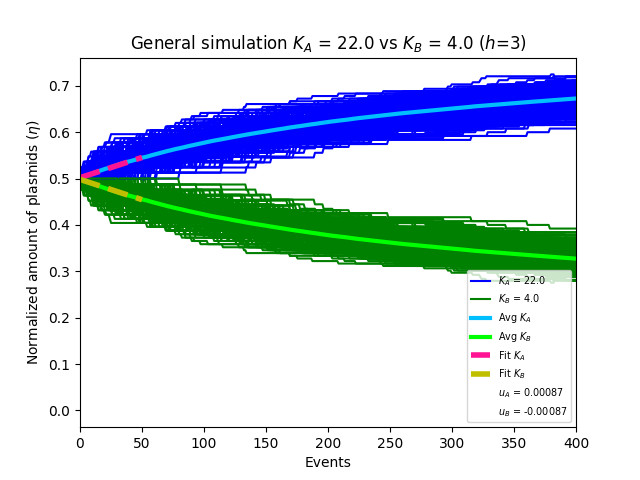 General simulation K_A = 22.0 vs K_B = 4.0 (h=3)
Normalized amount of plasmids (η)
0.7
0.6
0.5
0.4
0.3
0.2
0.1
0.0
K_A = 22.0
K_B = 4.0
Avg K_A
Avg K_B
Fit K_A
Fit K_B
u_A = 0.00087
u_B = -0.00087
0 50 100 150 200 250 300 350 400
Events